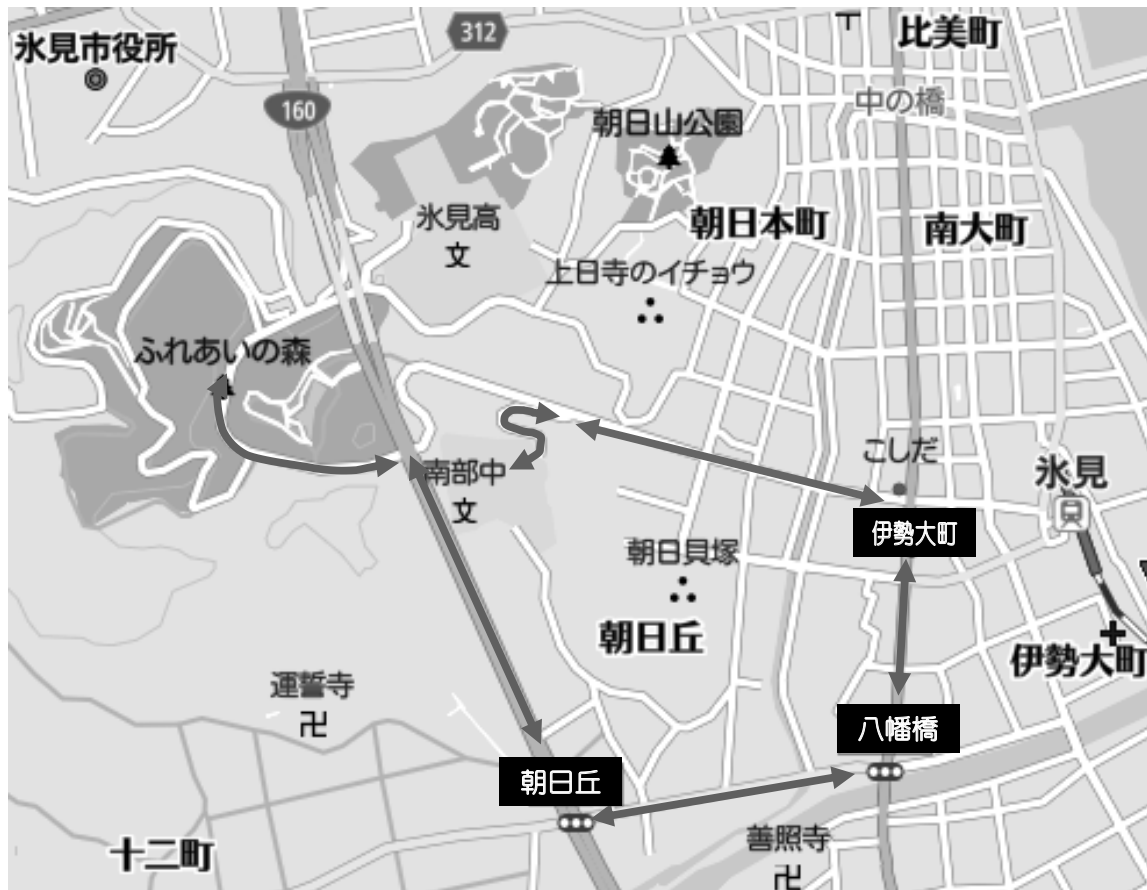 312
比美町
氷見市役所
中の橋
160
朝日山公園
氷見高
文
朝日本町
南大町
上日寺のイチョウ
ふれあいの森
こしだ
南部中
文
氷見
伊勢大町
朝日貝塚
朝日丘
伊勢大町
運誓寺
卍
八幡橋
朝日丘
善照寺
卍
十二町